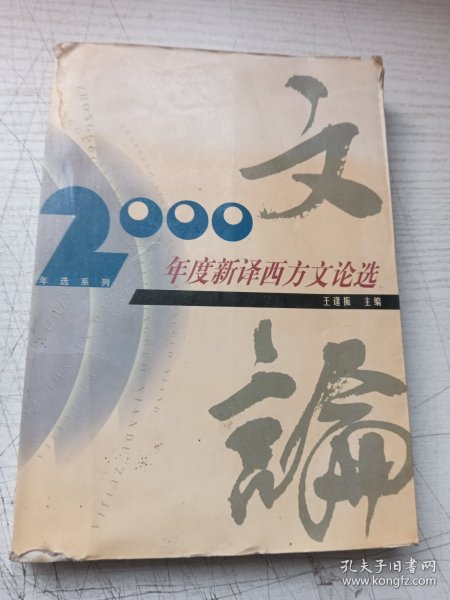 文論
2000
年选系列
年度新译西方文论选
王逢振 主编
孔夫子旧书网
www.kongfz.com